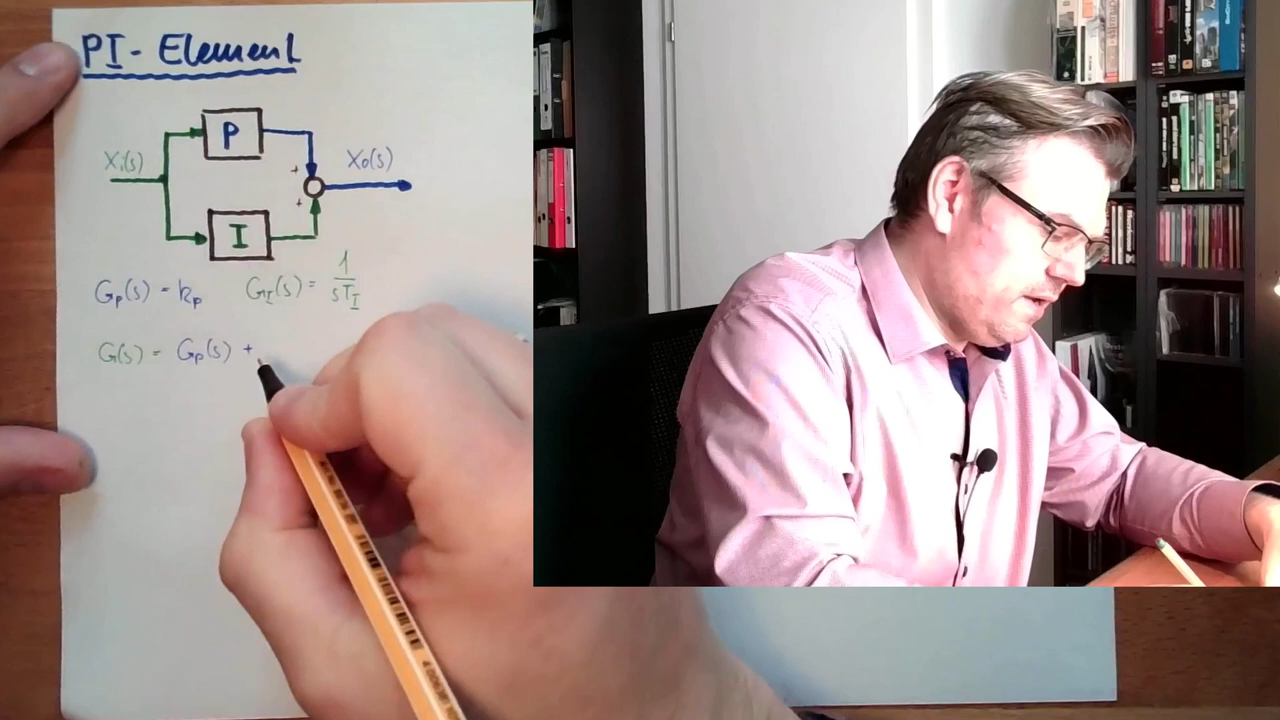 PI - Element
P
Xi(s)
Xo(s)
+
+
I
Gp(s) = kp
GI(s) = 1/sTI
G(s) = Gp(s) +